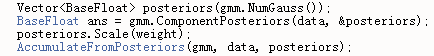 Vector<BaseFloat> posteriors(gmm.NumGauss());
BaseFloat ans = gmm.ComponentPosteriors(data, &posteriors);
posteriors.Scale(weight);
AccumulateFromPosteriors(gmm, data, posteriors);